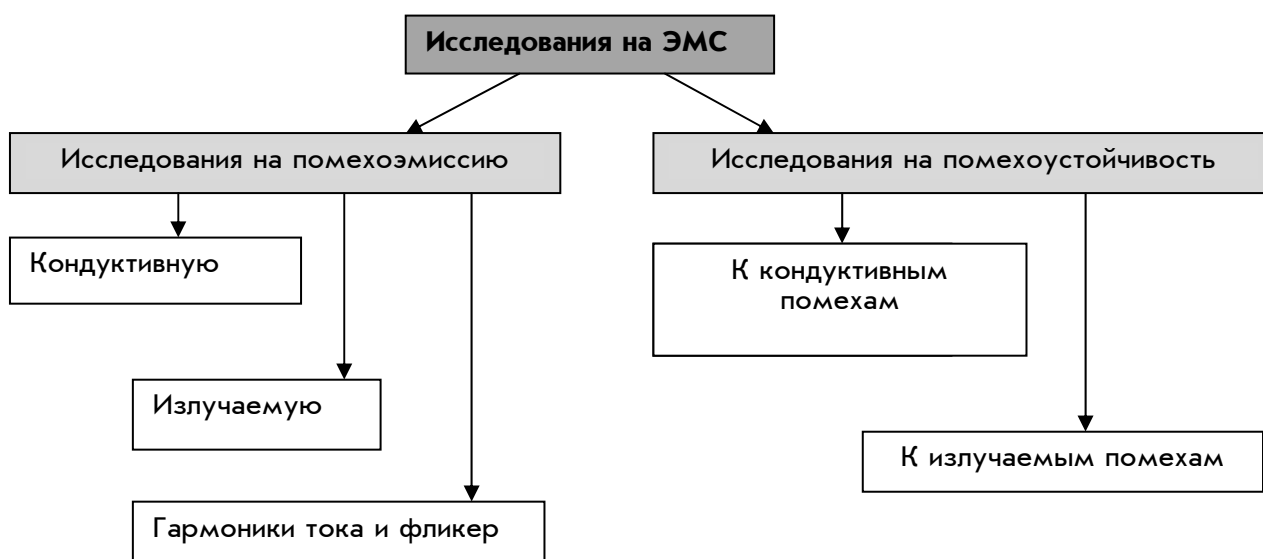 Исследования на ЭМС
Исследования на помехоэмиссию
Исследования на помехоустойчивость
Кондуктивную
К кондуктивным
помехам
Излучаемую
К излучаемым помехам
Гармоники тока и фликер